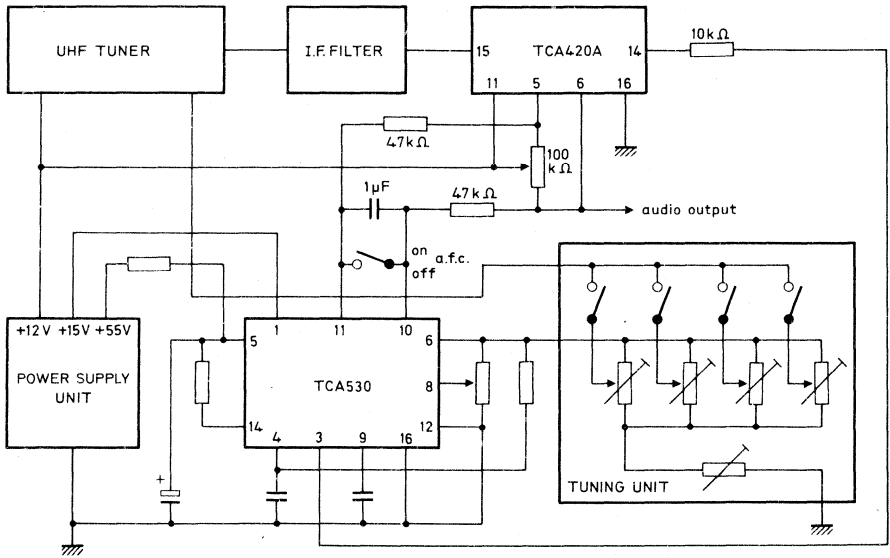 UHF TUNER
I.F. FILTER
15 TCA420A 14
11 5 6 16
10kΩ
47kΩ
100
kΩ
1µF
47kΩ
audio output
on
off a.f.c.
+12V +15V +55V
POWER SUPPLY
UNIT
1 11 10
5 6
TCA530 8
14 12
4 3 9 16
+
TUNING UNIT